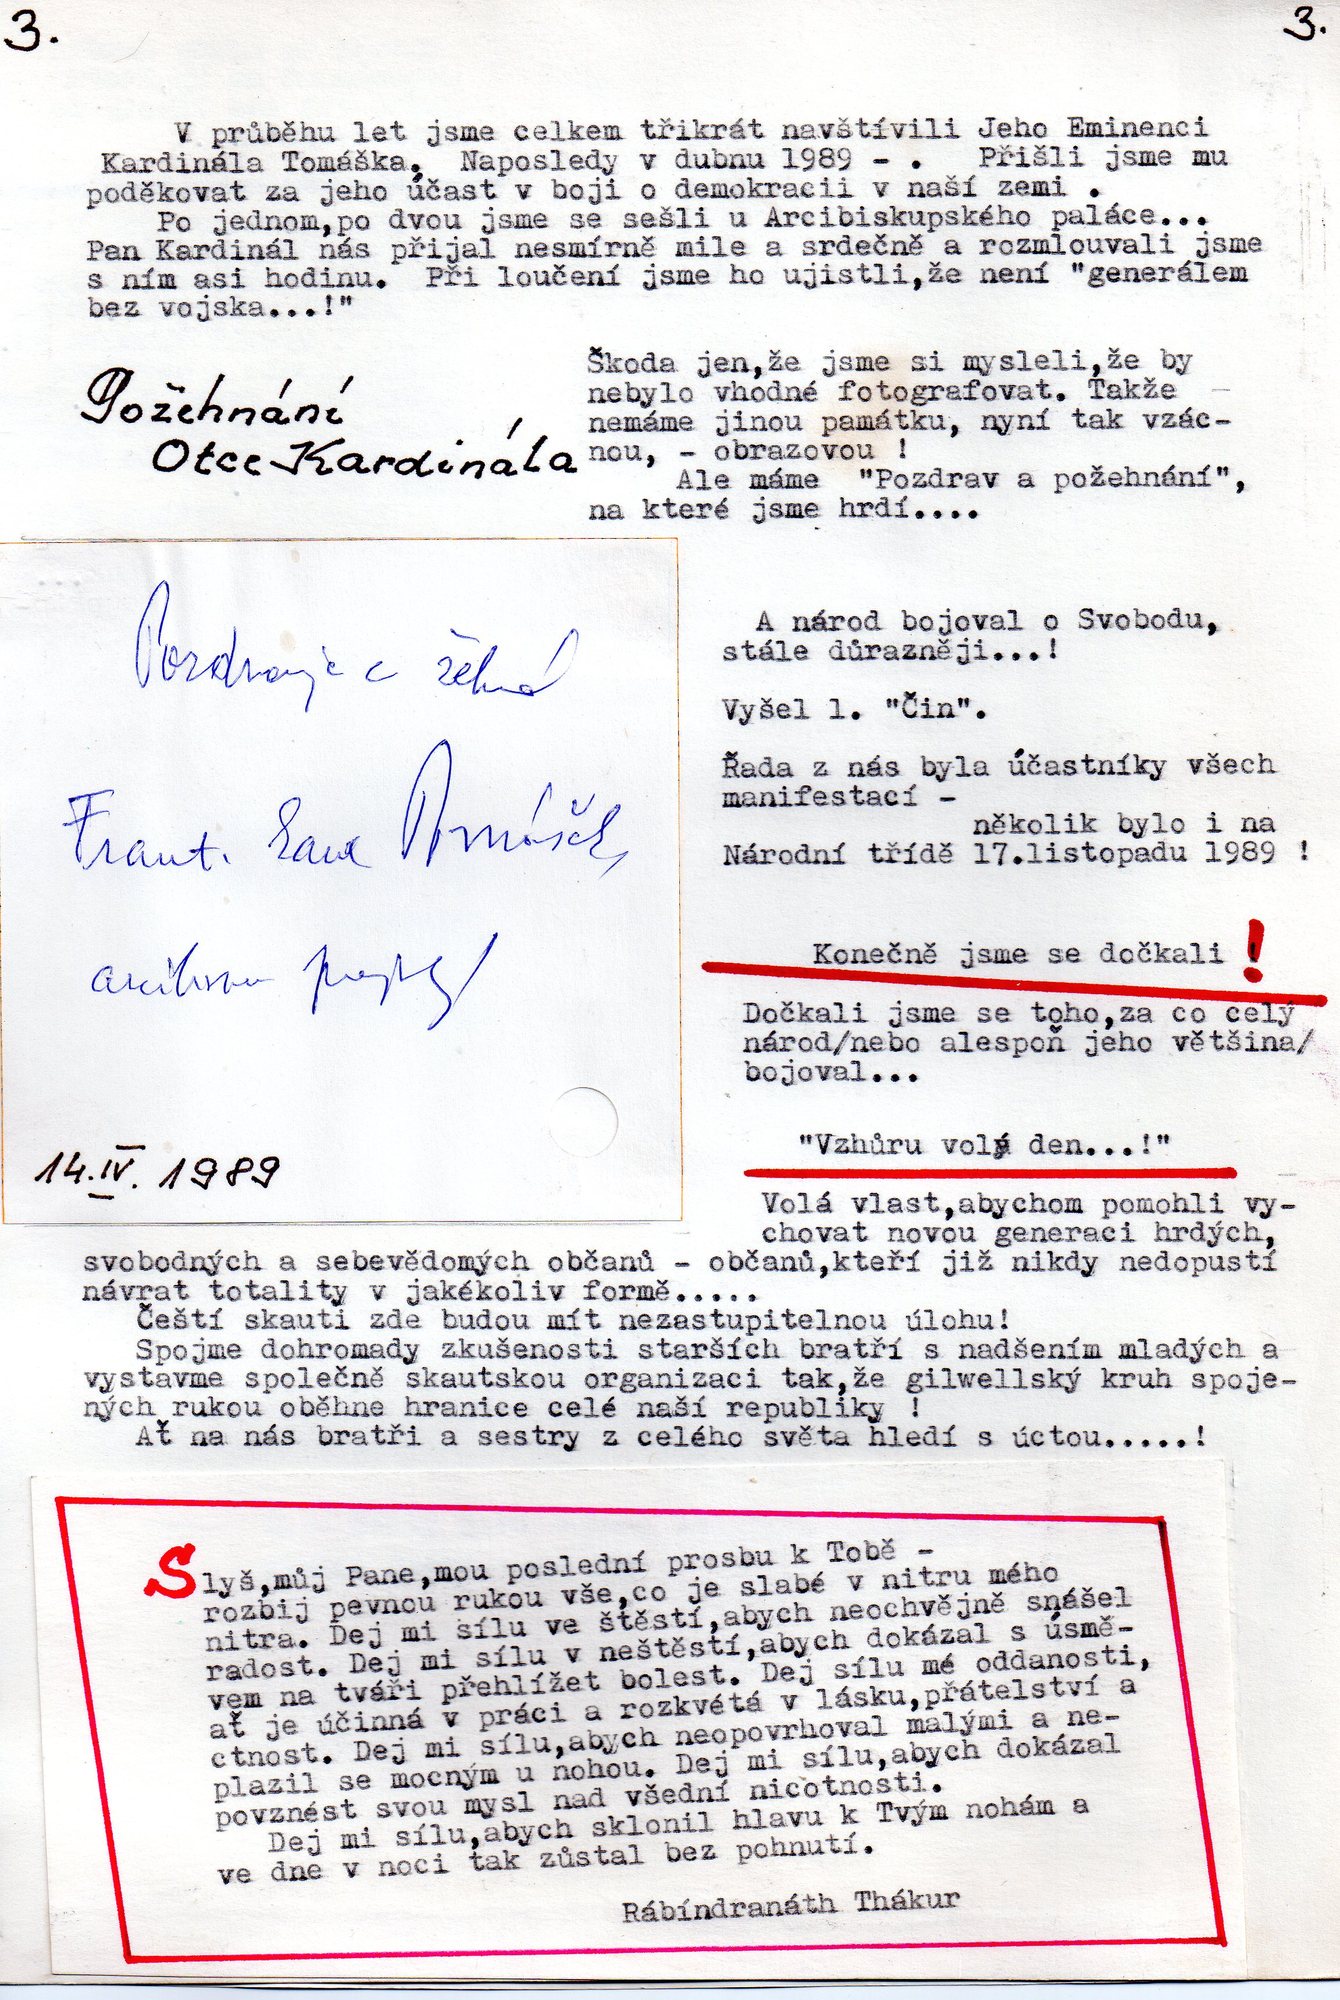 3.
3.
V průběhu let jsme celkem třikrát navštívili Jeho Eminenci
Kardinála Tomáška. Naposledy v dubnu 1989 - . Přišli jsme mu
poděkovat za jeho účast v boji o demokracii v naší zemi .
Po jednom,po dvou jsme se sešli u Arcibiskupského paláce...
Pan Kardinál nás přijal nesmírně mile a srdečně a rozmlouvali jsme
s ním asi hodinu. Při loučení jsme ho ujistli,že není "generálem
bez vojska...!"
Požehnání
Otce Kardinála
Škoda jen,že jsme si mysleli,že by
nebylo vhodné fotografovat. Takže
nemáme jinou památku, nyní tak vzác-
nou, - obrazovou !
Ale máme "Pozdrav a požehnání",
na které jsme hrdí....
Pozdravuje a žehná
Frant. kard. Tomášek,
arcibiskup pražský
14.IV. 1989
A národ bojoval o Svobodu,
stále důrazněji...!
Vyšel 1. "Čin".
Řada z nás byla účastníky všech
manifestací -
několik bylo i na
Národní třídě 17.listopadu 1989 !
Konečně jsme se dočkali !
Dočkali jsme se toho,za co celý
národ/nebo alespoň jeho většina/
bojoval...
"Vzhůru volá den...!"
Volá vlast,abychom pomohli vy-
chovat novou generaci hrdých,
svobodných a sebevědomých občanů - občanů,kteří již nikdy nedopustí
návrat totality v jakékoliv formě.....
Čeští skauti zde budou mít nezastupitelnou úlohu!
Spojme dohromady zkušenosti starších bratří s nadšením mladých a
vystavme společně skautskou organizaci tak,že gilwellský kruh spoje-
ných rukou oběhne hranice celé naší republiky !
Ať na nás bratři a sestry z celého světa hledí s úctou.....!
Slyš,můj Pane,mou poslední prosbu k Tobě -
rozbij pevnou rukou vše,co je slabé v nitru mého
nitra. Dej mi sílu ve štěstí,abych neochvějně snášel
radost. Dej mi sílu v neštěstí,abych dokázal s úsmě-
vem na tváři přehlížet bolest. Dej sílu mé oddanosti,
ať je účinná v práci a rozkvétá v lásku,přátelství a
ctnost. Dej mi sílu,abych neopovrhoval malými a ne-
plazil se mocným u nohou. Dej mi sílu,abych dokázal
povznést svou mysl nad všední nicotnosti.
Dej mi sílu,abych sklonil hlavu k Tvým nohám a
ve dne v noci tak zůstal bez pohnutí.
Rábíndranáth Thákur